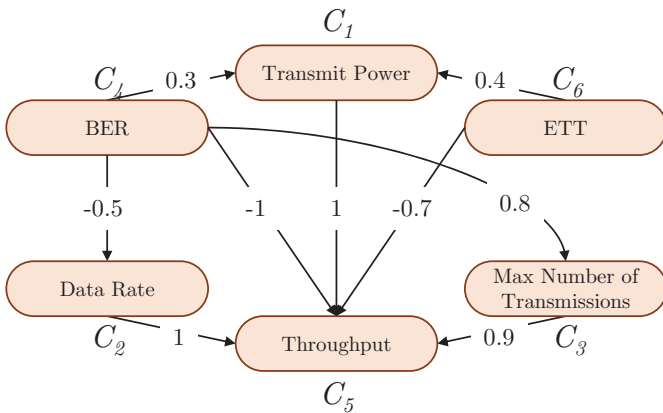 C1
Transmit Power
C4
0.3
0.4
C6
BER
ETT
-0.5
-1
1
-0.7
0.8
Data Rate
Max Number of
Transmissions
C2
1
Throughput
0.9
C3
C5